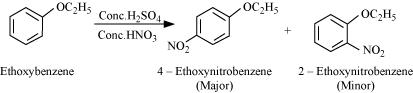 OC₂H₅
Conc.H₂SO₄
Conc.HNO₃
OC₂H₅
NO₂
+
OC₂H₅
NO₂
Ethoxybenzene
4 – Ethoxynitrobenzene
(Major)
2 – Ethoxynitrobenzene
(Minor)